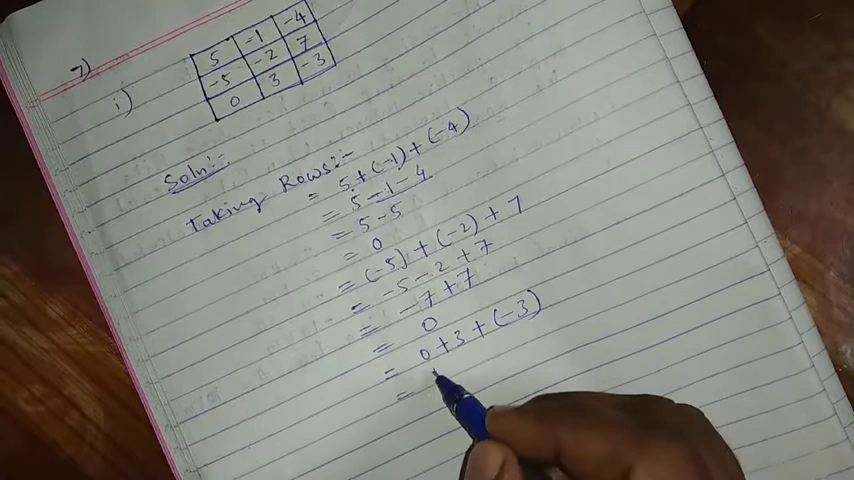 7)
i)
5 -1 -4
-5 -2 7
0 3 -3
Soln:-
Taking Rows:-
= 5 + (-1) + (-4)
= 5 - 1 - 4
= 5 - 5
= 0
= (-5) + (-2) + 7
= -5 - 2 + 7
= -7 + 7
= 0
= 0 + 3 + (-3)
=